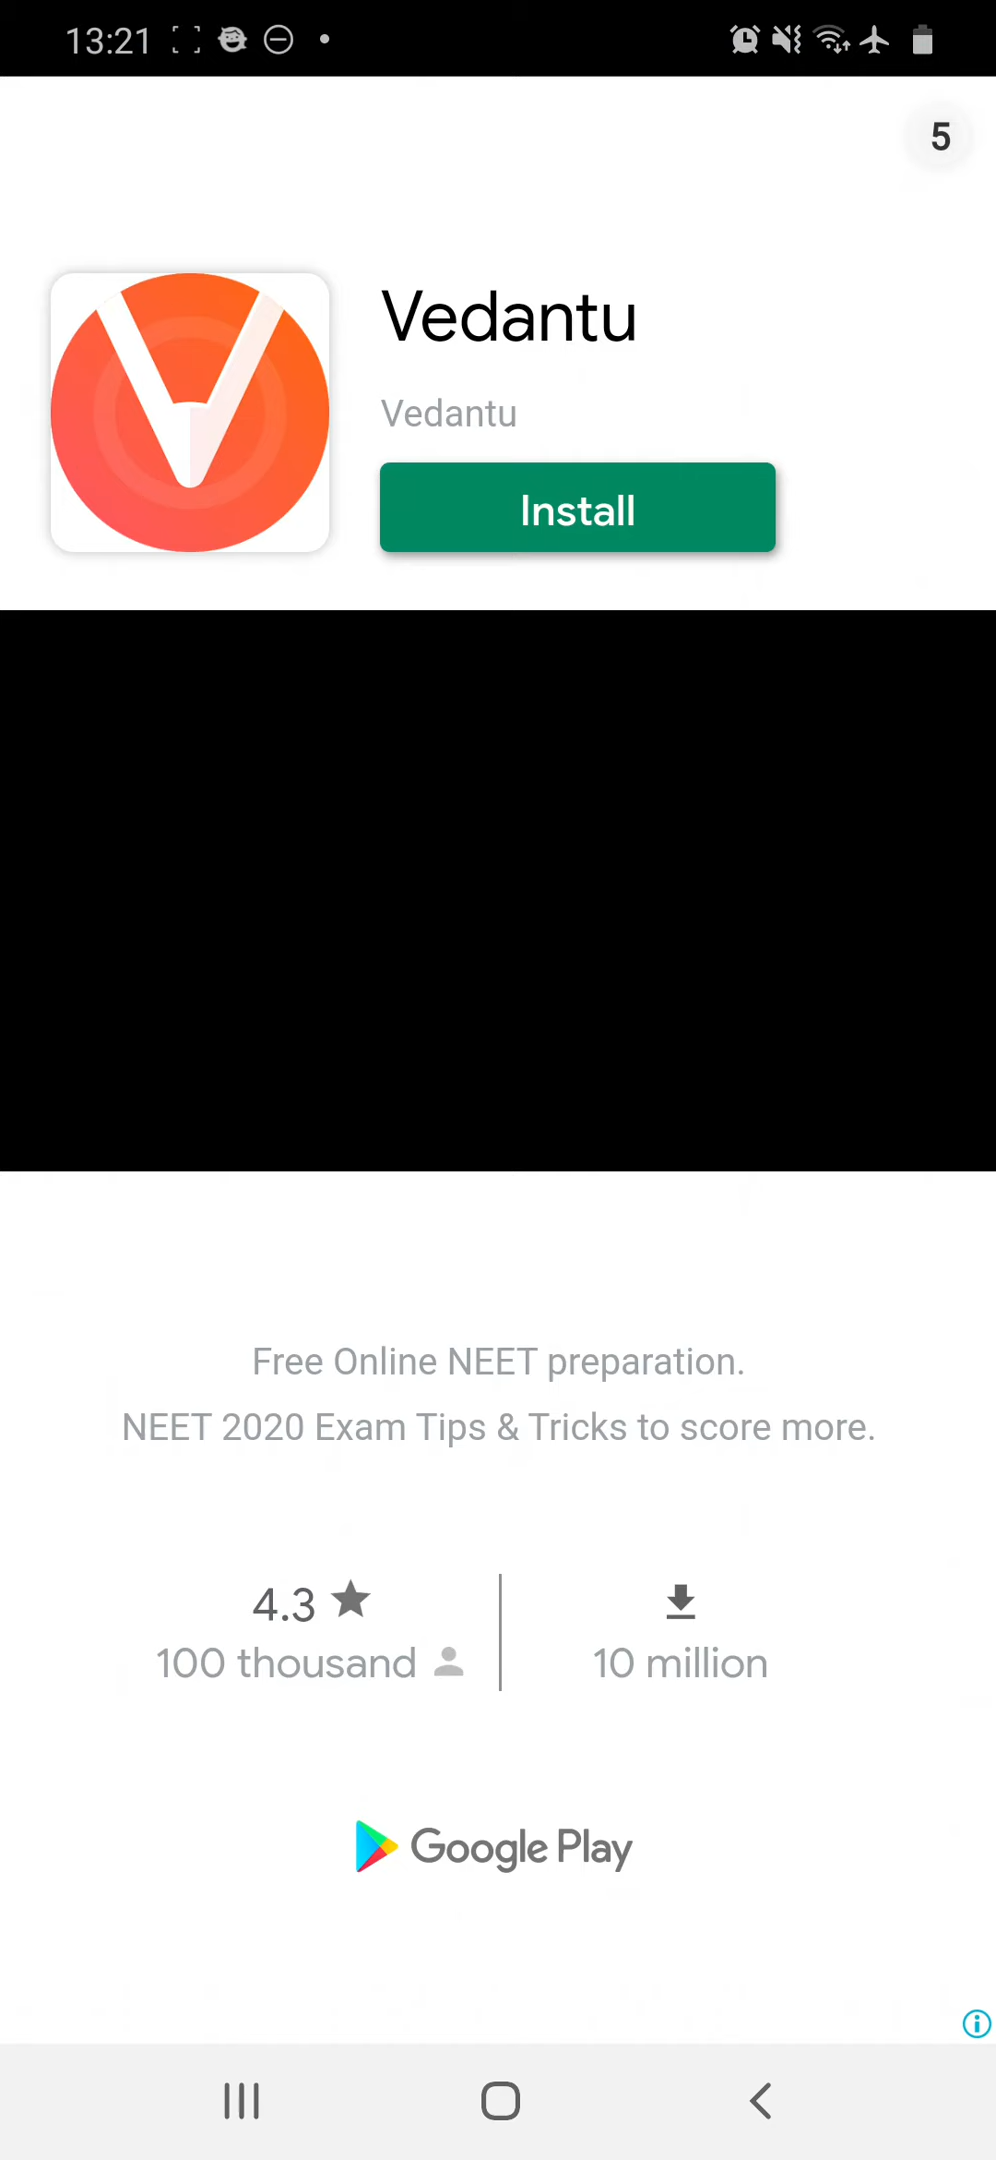 13:21
5
Vedantu
Vedantu
Install
Free Online NEET preparation.
NEET 2020 Exam Tips & Tricks to score more.
4.3
100 thousand
10 million
Google Play